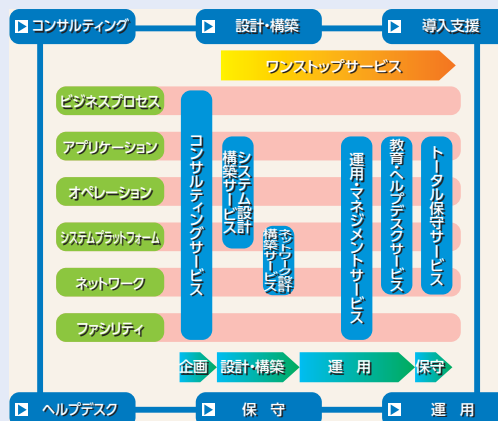 コンサルティング
設計・構築
導入支援
ワンストップサービス
ビジネスプロセス
アプリケーション
オペレーション
システムプラットフォーム
ネットワーク
ファシリティ
コンサルティングサービス
システム設計
構築サービス
ネットワーク設計
構築サービス
運用・マネジメントサービス
教育・ヘルプデスクサービス
トータル保守サービス
企画
設計・構築
運 用
保守
ヘルプデスク
保 守
運 用